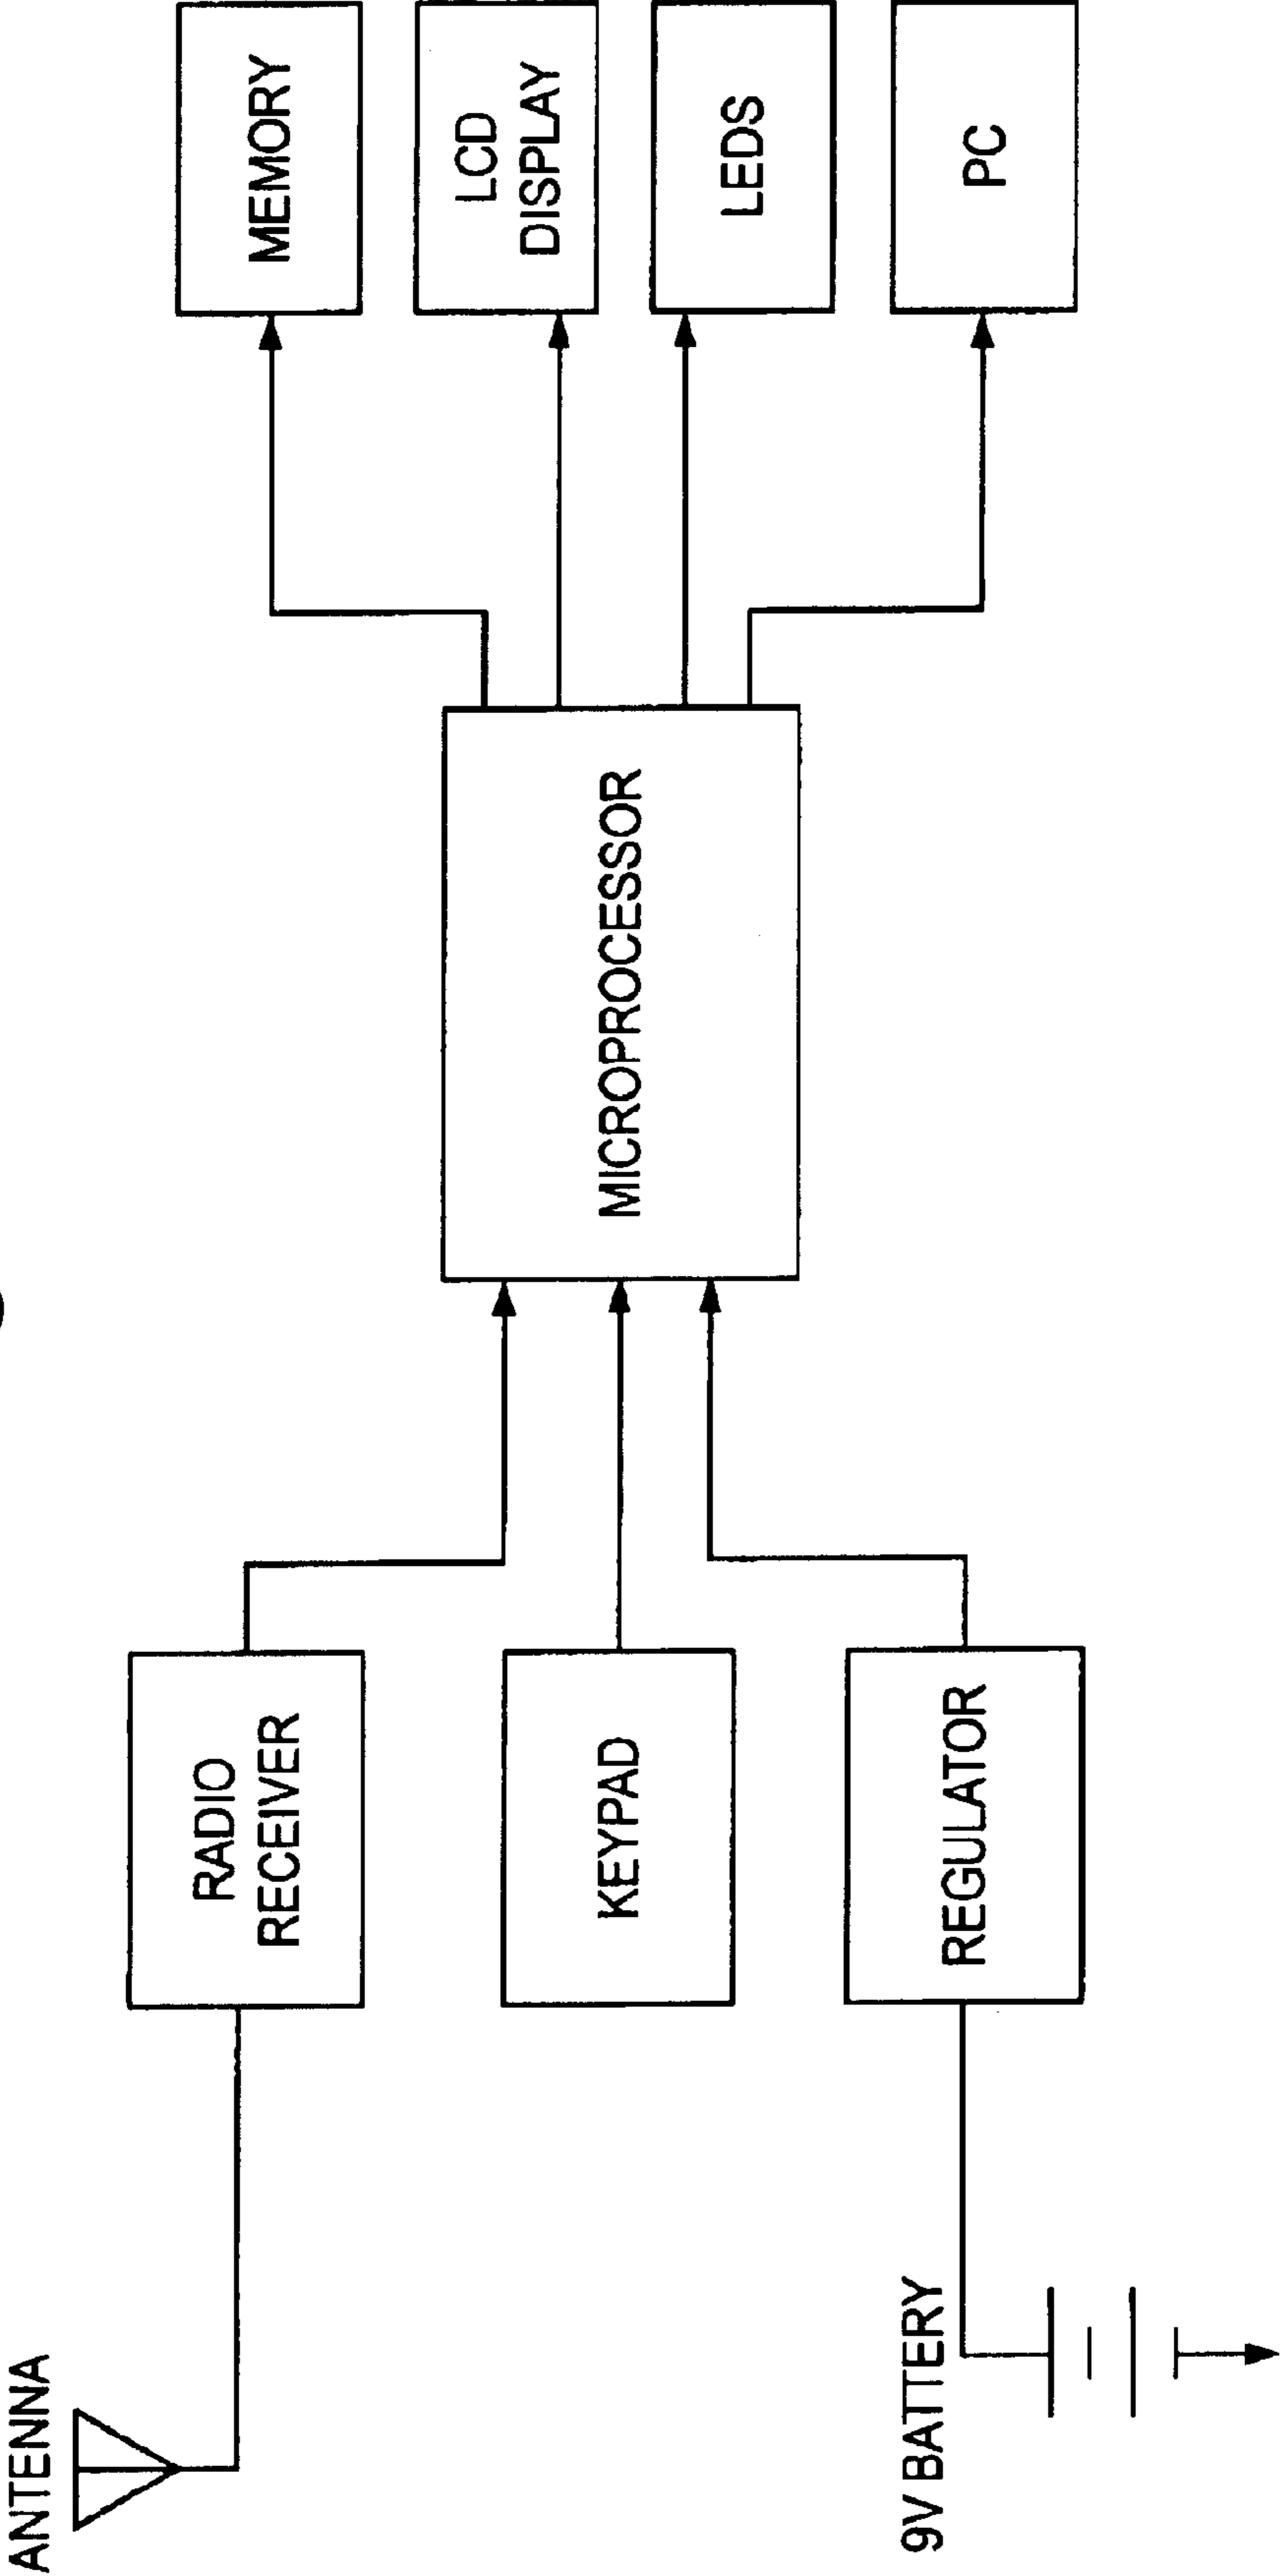 ANTENNA
RADIO
RECEIVER
KEYPAD
9V BATTERY
REGULATOR
MICROPROCESSOR
MEMORY
LCD
DISPLAY
LEDS
PC